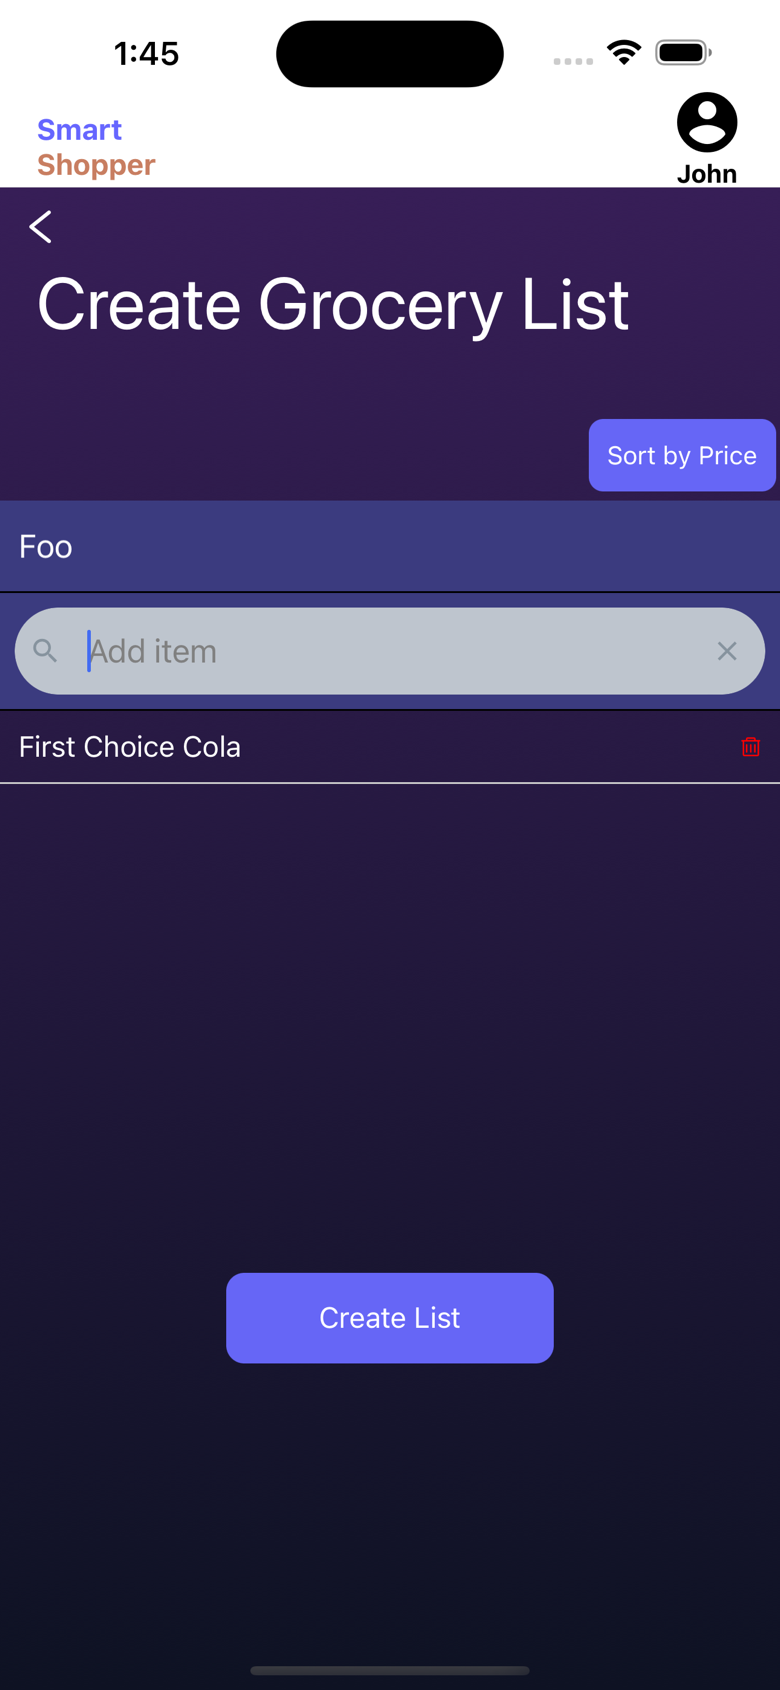 1:45
Smart
Shopper
John
Create Grocery List
Sort by Price
Foo
Add item
First Choice Cola
Create List